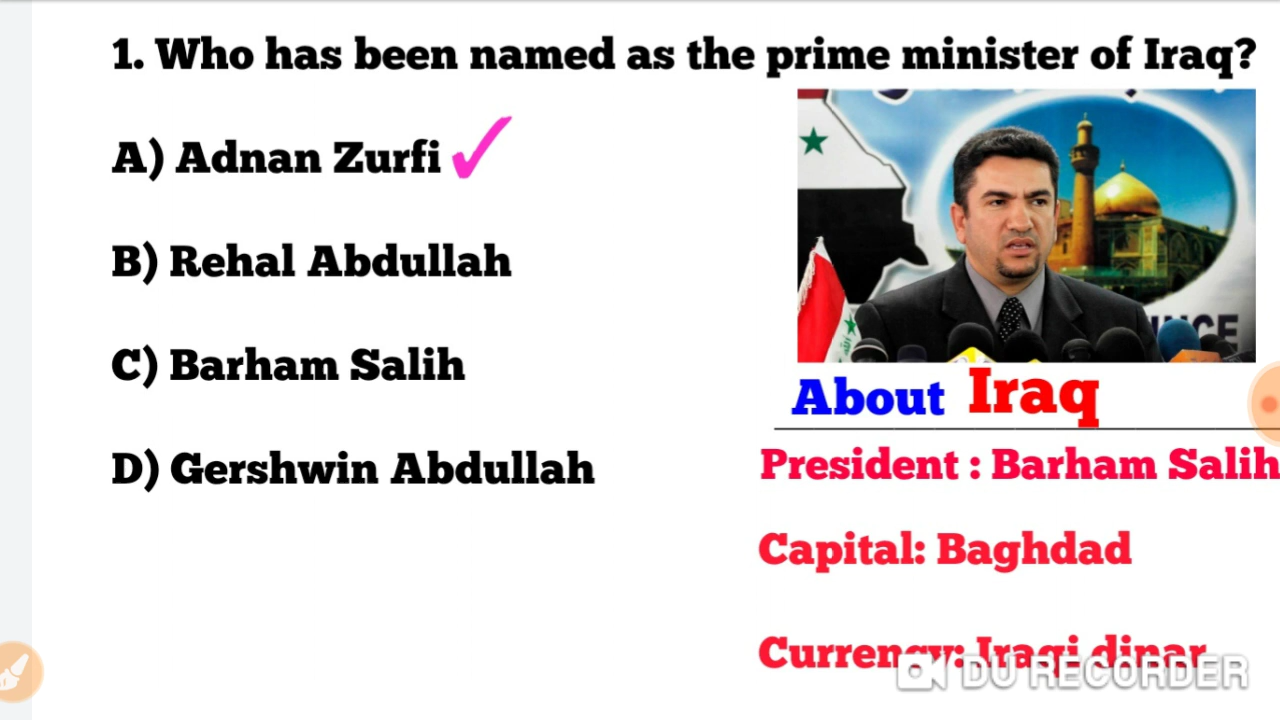 1. Who has been named as the prime minister of Iraq?
A) Adnan Zurfi
B) Rehal Abdullah
C) Barham Salih
D) Gershwin Abdullah
NCE
About Iraq
President : Barham Salih
Capital: Baghdad
Currency: Iraqi dinar
DU RECORDER